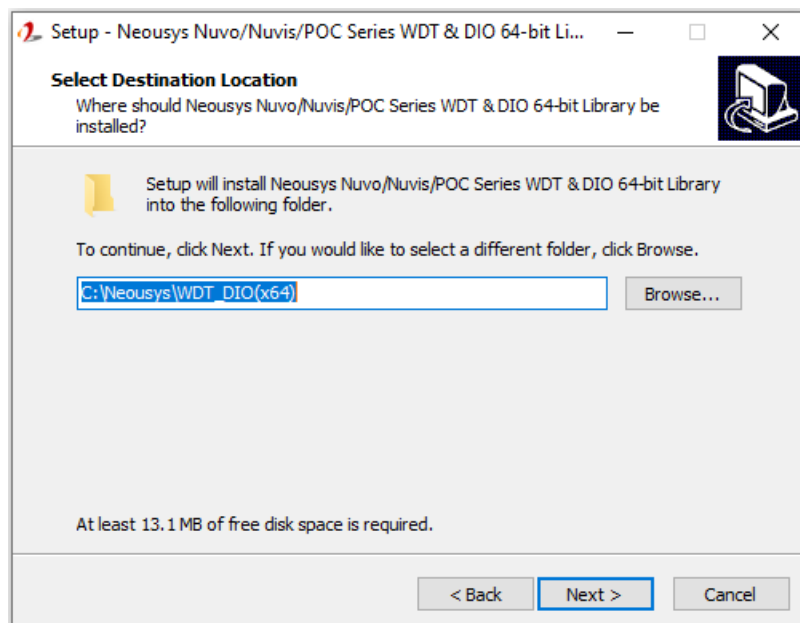 Setup - Neousys Nuvo/Nuvis/POC Series WDT & DIO 64-bit Li...
Select Destination Location
Where should Neousys Nuvo/Nuvis/POC Series WDT & DIO 64-bit Library be
installed?
Setup will install Neousys Nuvo/Nuvis/POC Series WDT & DIO 64-bit Library
into the following folder.
To continue, click Next. If you would like to select a different folder, click Browse.
C:\Neousys\WDT_DIO(x64)
Browse...
At least 13.1 MB of free disk space is required.
< Back
Next >
Cancel